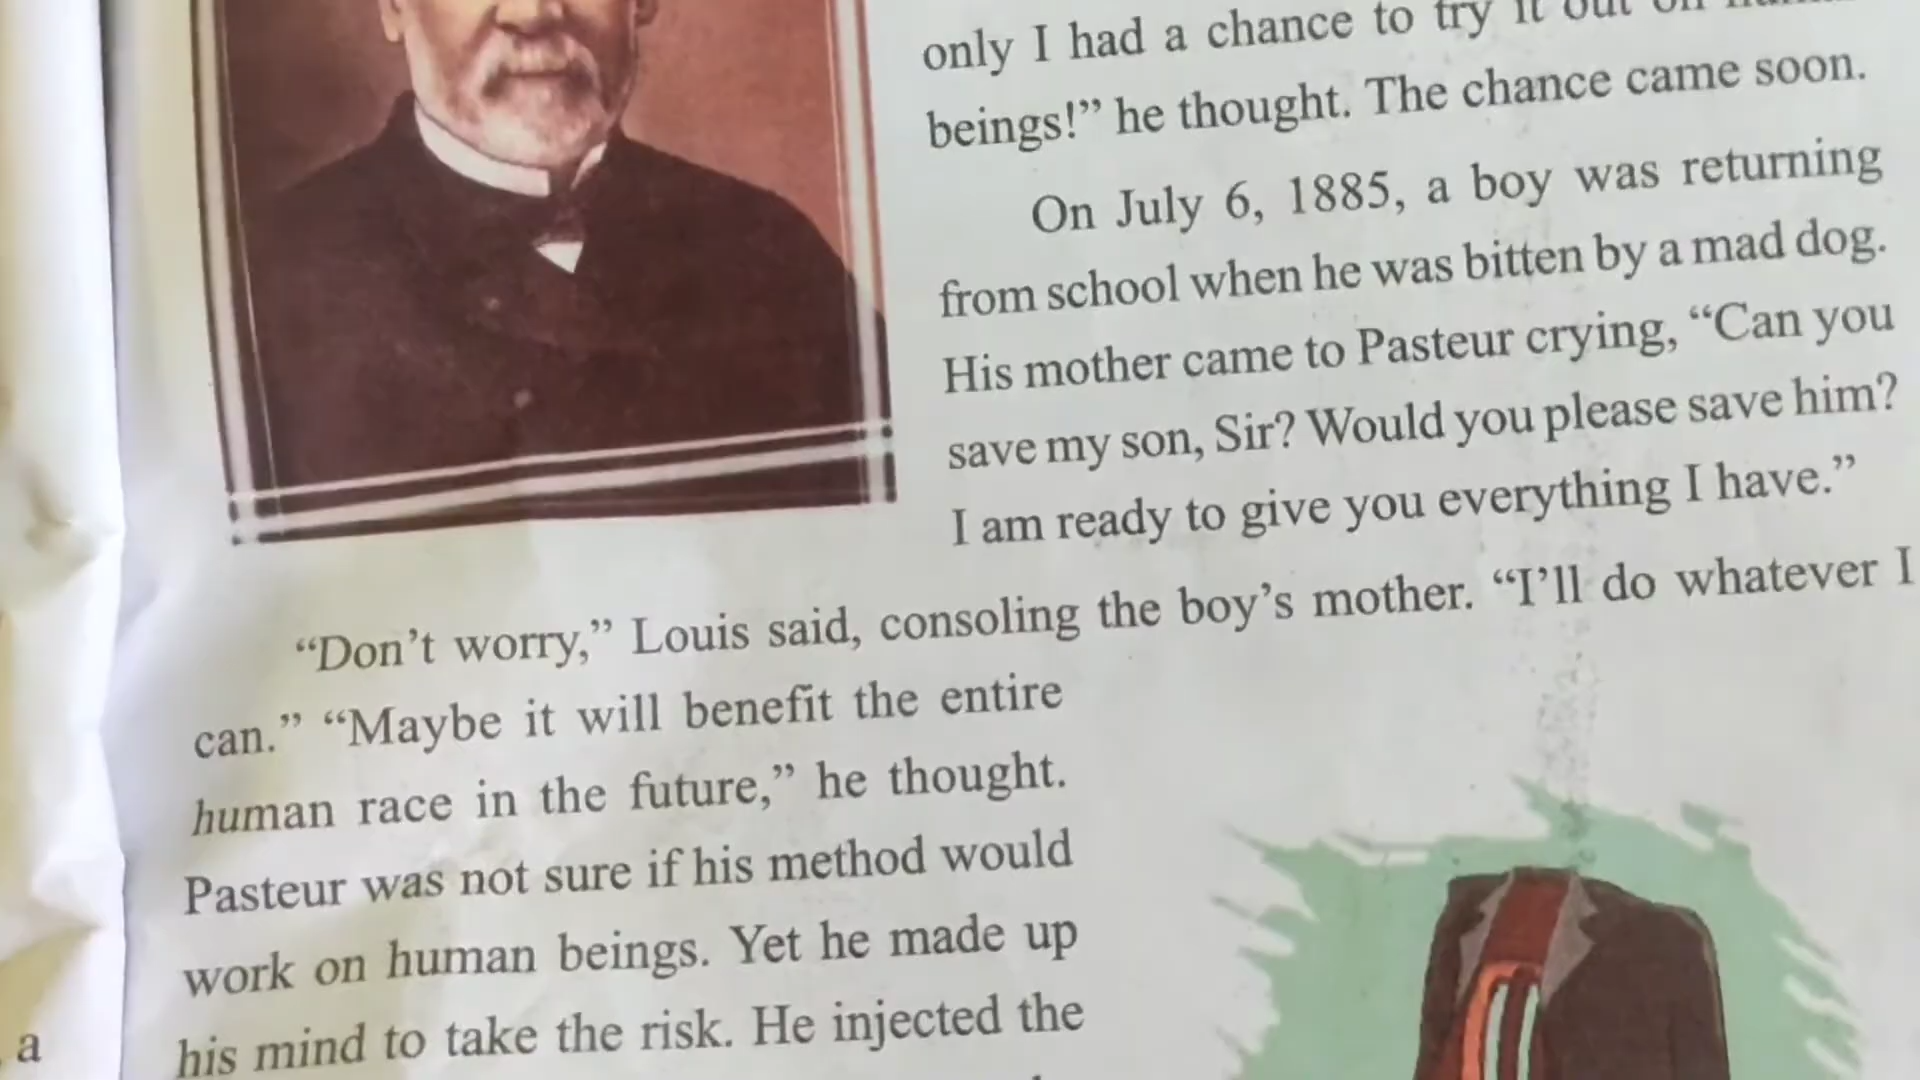 only I had a chance to try it out on
beings!” he thought. The chance came soon.
On July 6, 1885, a boy was returning
from school when he was bitten by a mad dog.
His mother came to Pasteur crying, “Can you
save my son, Sir? Would you please save him?
I am ready to give you everything I have.”
“Don’t worry,” Louis said, consoling the boy’s mother. “I’ll do whatever I
can.” “Maybe it will benefit the entire
human race in the future,” he thought.
Pasteur was not sure if his method would
work on human beings. Yet he made up
his mind to take the risk. He injected the
a